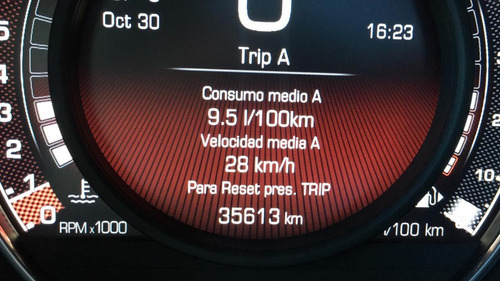 Oct 30
0
16:23
Trip A
Consumo medio A
9.5 l/100km
Velocidad media A
28 km/h
Para Reset pres. TRIP
35613 km
5
4
3
2
1
0
RPM x1000
10
/100 km